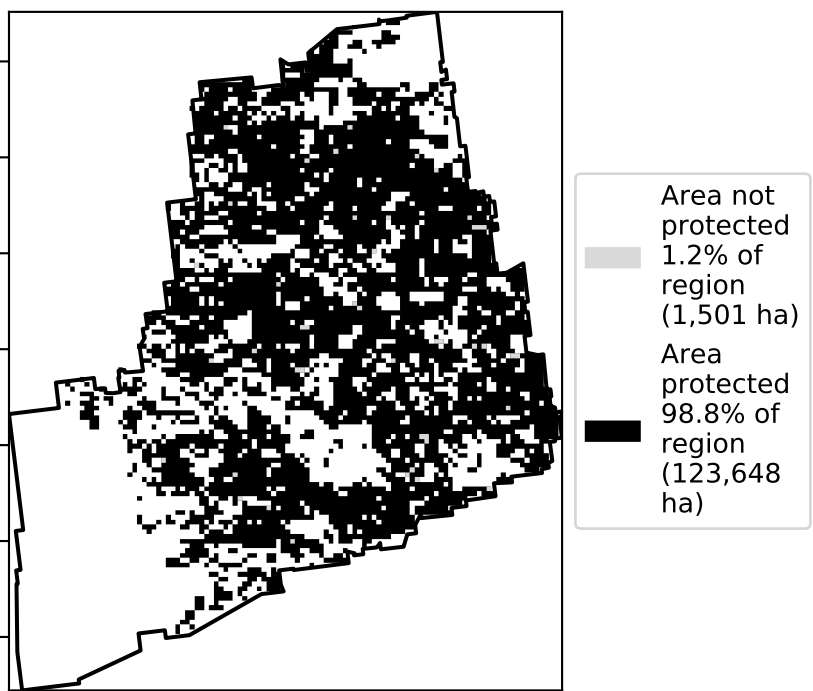 Area not
protected
1.2% of
region
(1,501 ha)
Area
protected
98.8% of
region
(123,648
ha)